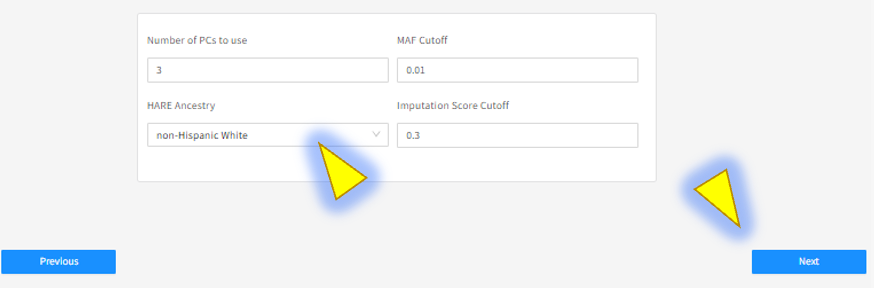 Number of PCs to use
MAF Cutoff
3
0.01
HARE Ancestry
Imputation Score Cutoff
non-Hispanic White
0.3
Previous
Next